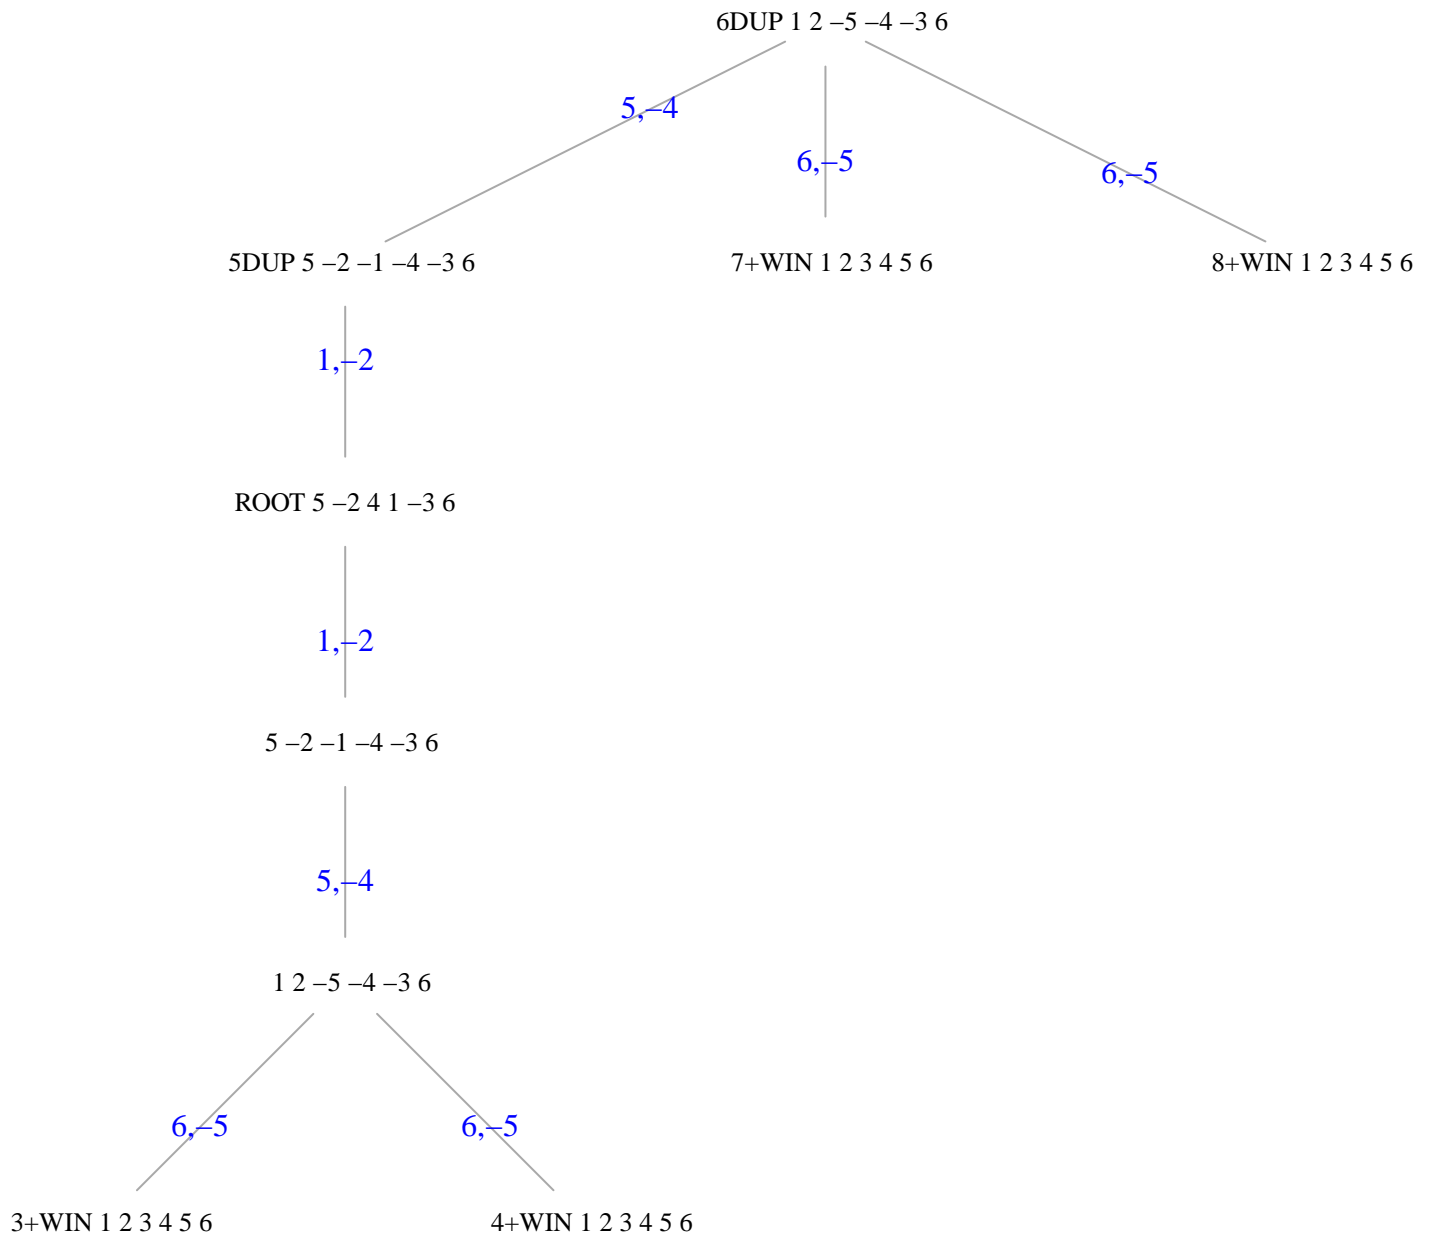 6DUP 1 2 –5 –4 –3 6
5,–4
6,–5
6,–5
5DUP 5 –2 –1 –4 –3 6
7+WIN 1 2 3 4 5 6
8+WIN 1 2 3 4 5 6
1,–2
ROOT 5 –2 4 1 –3 6
1,–2
5 –2 –1 –4 –3 6
5,–4
1 2 –5 –4 –3 6
6,–5
6,–5
3+WIN 1 2 3 4 5 6
4+WIN 1 2 3 4 5 6